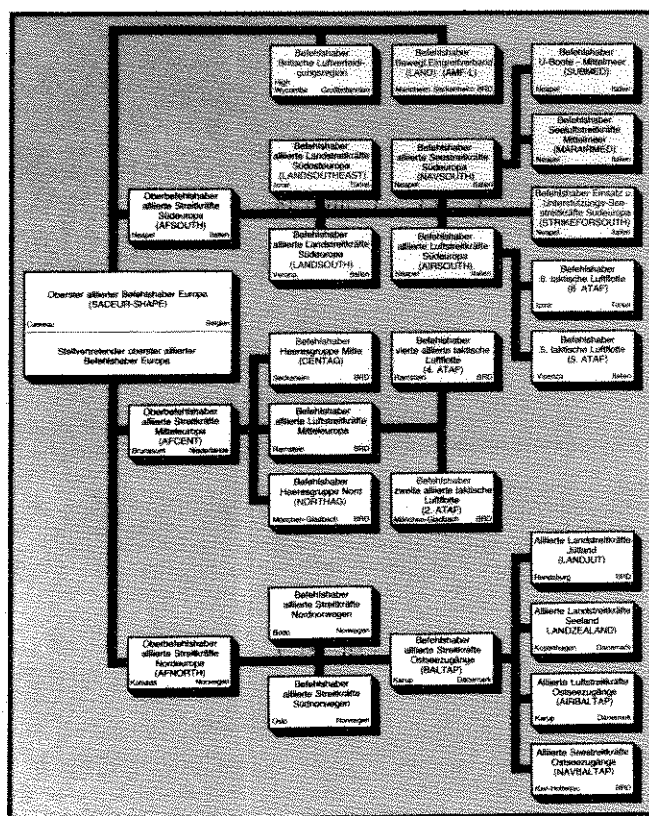 Befehlshaber
Britische Luftverteidi-
gungsregion
High
Wycombe Großbritannien
Befehlshaber
Bewegl. Eingreifverband
(LAND) (AMF-L)
Mannheim Seckenheim BRD
Befehlshaber
U-Boote – Mittelmeer
(SUBMED)
Neapel Italien
Befehlshaber
Seeluftstreitkräfte
Mittelmeer
(MARAIRMED)
Neapel Italien
Befehlshaber
alliierte Landstreitkräfte
Südosteuropa
(LANDSOUTHEAST)
Izmir
Befehlshaber
alliierte Seestreitkräfte
Südeuropa
(NAVSOUTH)
Neapel Italien
Oberbefehlshaber
alliierte Streitkräfte
Südeuropa
(AFSOUTH)
Neapel Italien
Befehlshaber Einsatz u.
Unterstützungs-See-
streitkräfte Südeuropa
(STRIKEFORSOUTH)
Neapel Italien
Befehlshaber
alliierte Landstreitkräfte
Südeuropa
(LANDSOUTH)
Verona Italien
Befehlshaber
alliierte Luftstreitkräfte
Südeuropa
(AIRSOUTH)
Neapel Italien
Befehlshaber
6. taktische Luftflotte
(6. ATAF)
Izmir
Oberster alliierter Befehlshaber Europa
(SACEUR-SHAPE)
Casteau Belgien
Stellvertretender oberster alliierter
Befehlshaber Europa
Befehlshaber
5. taktische Luftflotte
(5. ATAF)
Vicenza Italien
Befehlshaber
Heeresgruppe Mitte
(CENTAG)
Seckenheim BRD
Befehlshaber
vierte alliierte taktische
Luftflotte
(4. ATAF)
Ramstein BRD
Oberbefehlshaber
alliierte Streitkräfte
Mitteleuropa
(AFCENT)
Brunssum Niederlande
Befehlshaber
alliierte Luftstreitkräfte
Mitteleuropa
Ramstein BRD
Befehlshaber
Heeresgruppe Nord
(NORTHAG)
München-Gladbach BRD
Befehlshaber
zweite alliierte taktische
Luftflotte
(2. ATAF)
München-Gladbach BRD
Alliierte Landstreitkräfte
Jütland
(LANDJUT)
Rendsburg BRD
Befehlshaber
alliierte Streitkräfte
Nordnorwegen
Bodo Norwegen
Alliierte Landstreitkräfte
Seeland
LANDZEALAND)
Kopenhagen Dänemark
Oberbefehlshaber
alliierte Streitkräfte
Nordeuropa
(AFNORTH)
Kolsaas Norwegen
Befehlshaber
alliierte Streitkräfte
Ostseezugänge
(BALTAP)
Karup Dänemark
Befehlshaber
alliierte Streitkräfte
Südnorwegen
Oslo Norwegen
Alliierte Luftstreitkräfte
Ostseezugänge
(AIRBALTAP)
Karup Dänemark
Alliierte Seestreitkräfte
Ostseezugänge
(NAVBALTAP)
BRD